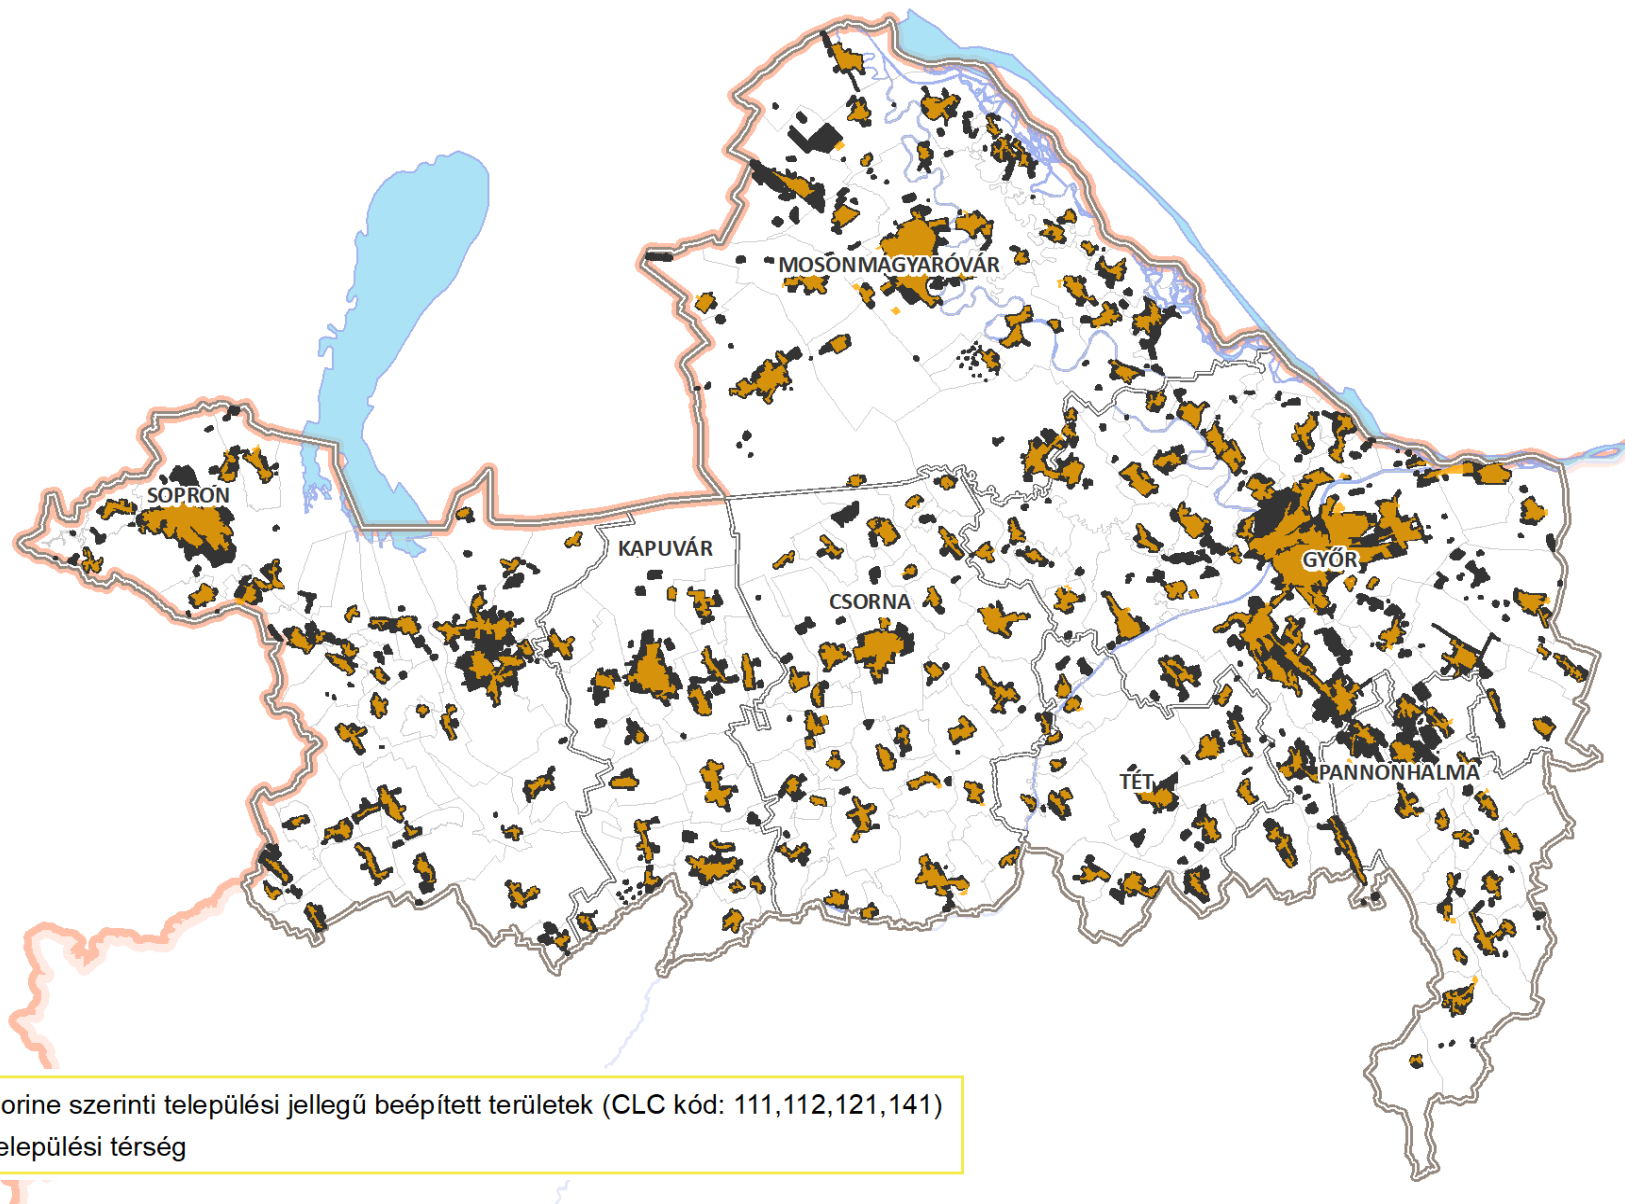 MOSONMAGYARÓVÁR
SOPRON
KAPUVÁR
GYŐR
CSORNA
TÉT
PANNONHALMA
orine szerinti települési jellegű beépített területek (CLC kód: 111,112,121,141)
elepülési térség